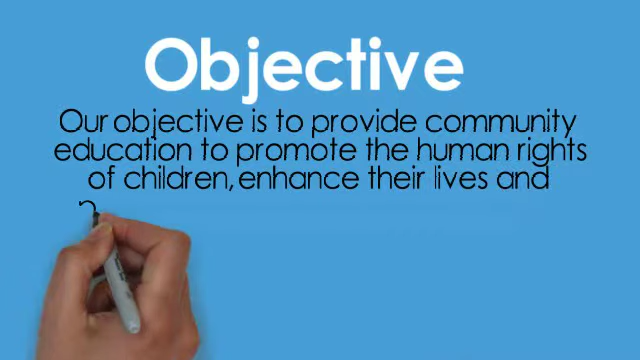 Objective
Our objective is to provide community
education to promote the human rights
of children, enhance their lives and